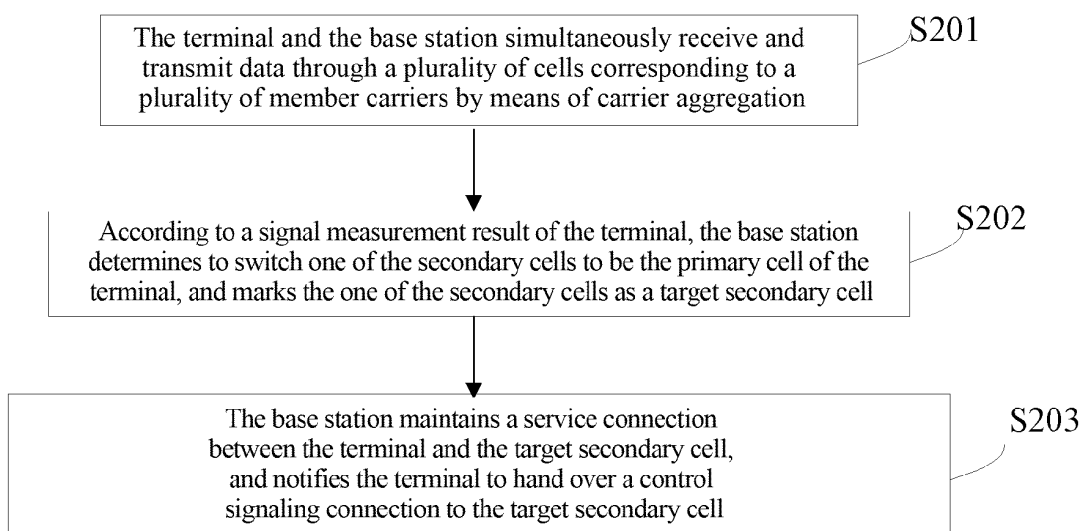 The terminal and the base station simultaneously receive and
transmit data through a plurality of cells corresponding to a
plurality of member carriers by means of carrier aggregation
S201
According to a signal measurement result of the terminal, the base station
determines to switch one of the secondary cells to be the primary cell of the
terminal, and marks the one of the secondary cells as a target secondary cell
S202
The base station maintains a service connection
between the terminal and the target secondary cell,
and notifies the terminal to hand over a control
signaling connection to the target secondary cell
S203